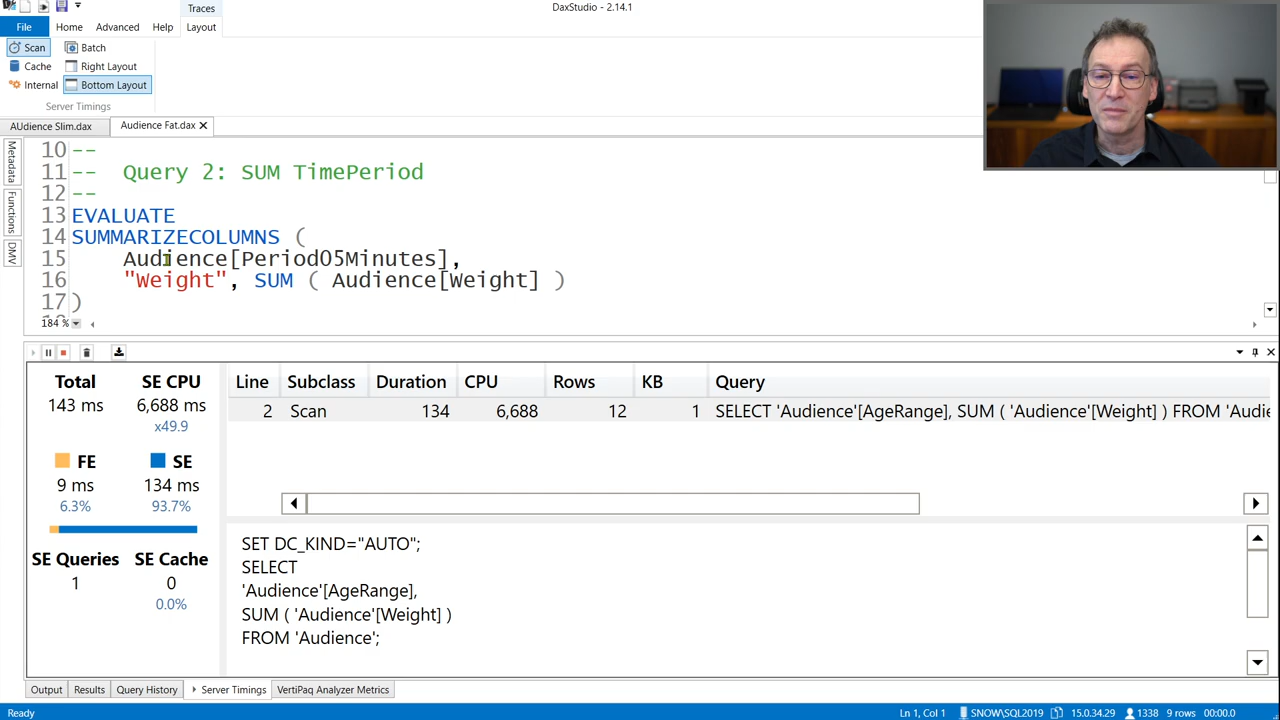 Traces
DaxStudio - 2.14.1
File Home Advanced Help Layout
Scan Batch
Cache Right Layout
Internal Bottom Layout
Server Timings
AUdience Slim.dax Audience Fat.dax
Metadata
Functions
DMV
10 --
11 -- Query 2: SUM TimePeriod
12 --
13 EVALUATE
14 SUMMARIZECOLUMNS (
15 Audience[Period05Minutes],
16 "Weight", SUM ( Audience[Weight] )
17 )
184 %
Total SE CPU
143 ms 6,688 ms
x49.9
FE SE
9 ms 134 ms
6.3% 93.7%
SE Queries SE Cache
1 0
0.0%
Line Subclass Duration CPU Rows KB Query
2 Scan 134 6,688 12 1 SELECT 'Audience'[AgeRange], SUM ( 'Audience'[Weight] ) FROM 'Audie
SET DC_KIND="AUTO";
SELECT
'Audience'[AgeRange],
SUM ( 'Audience'[Weight] )
FROM 'Audience';
Output Results Query History Server Timings VertiPaq Analyzer Metrics
Ready Ln 1, Col 1 SNOW\SQL2019 15.0.34.29 1338 9 rows 00:00.0